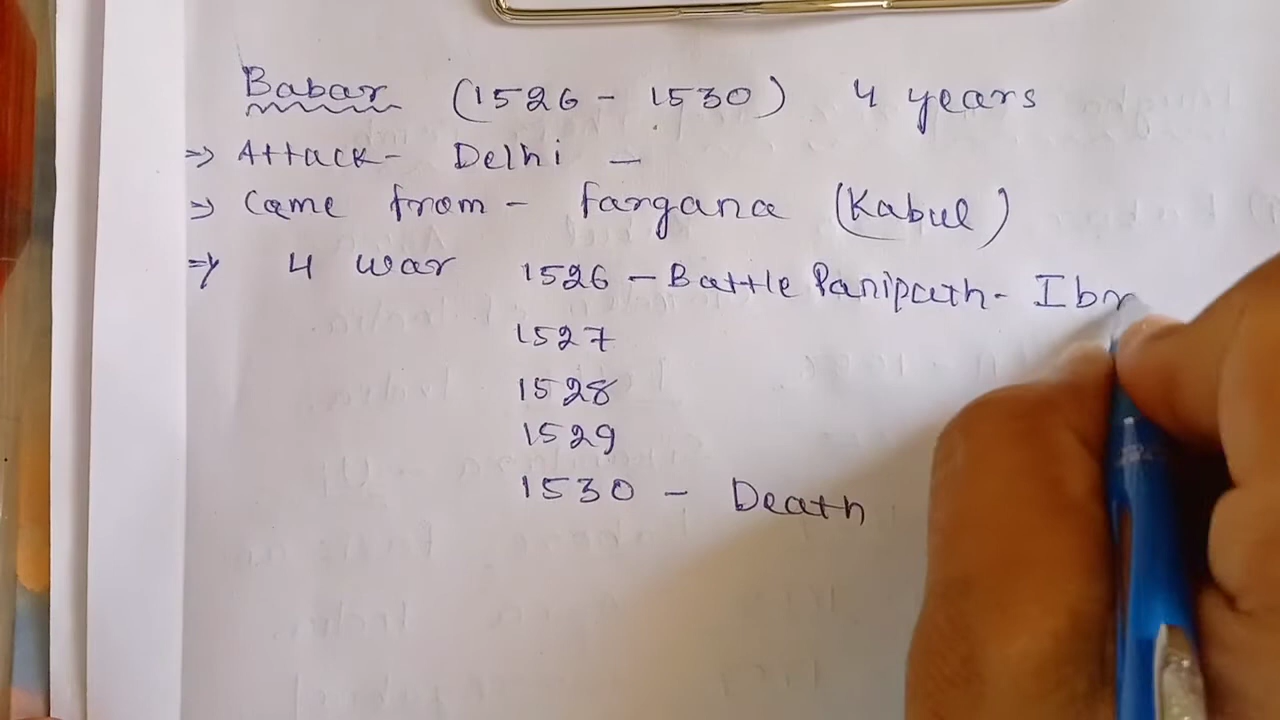 Babar (1526 - 1530) 4 years
⇒ Attack - Delhi -
⇒ Came from - fargana (Kabul)
⇒ 4 war 1526 - Battle Panipath - Ibr
1527
1528
1529
1530 - Death